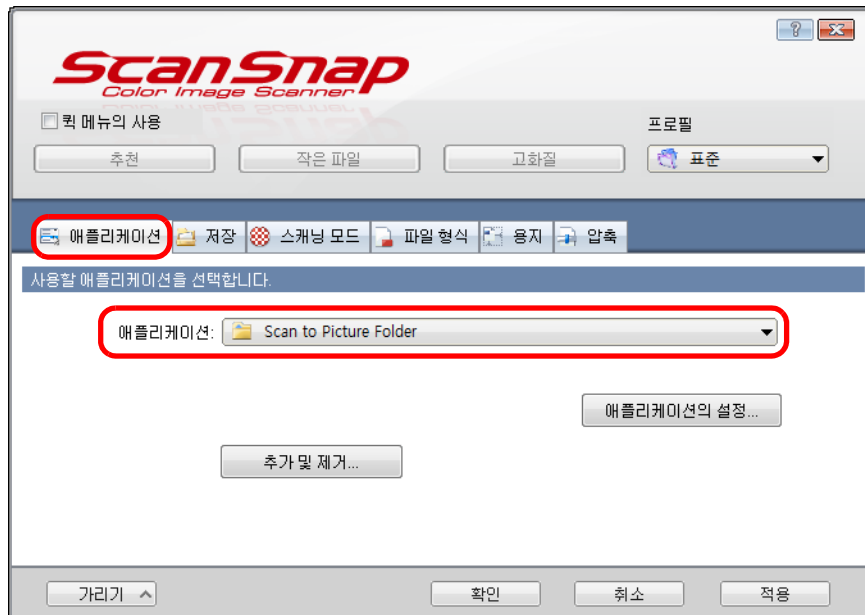 ScanSnap
Color Image Scanner
퀵 메뉴의 사용
프로필
추천 작은 파일 고화질 표준
애플리케이션 저장 스캐닝 모드 파일 형식 용지 압축
사용할 애플리케이션을 선택합니다.
애플리케이션: Scan to Picture Folder
애플리케이션의 설정...
추가 및 제거...
가리기 확인 취소 적용